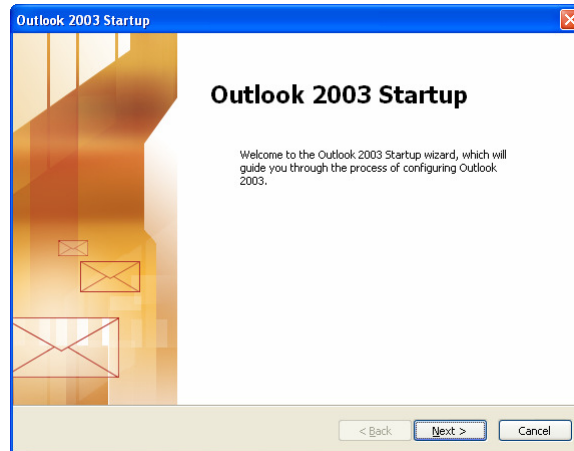 Outlook 2003 Startup
Outlook 2003 Startup
Welcome to the Outlook 2003 Startup wizard, which will
guide you through the process of configuring Outlook
2003.
< Back Next > Cancel